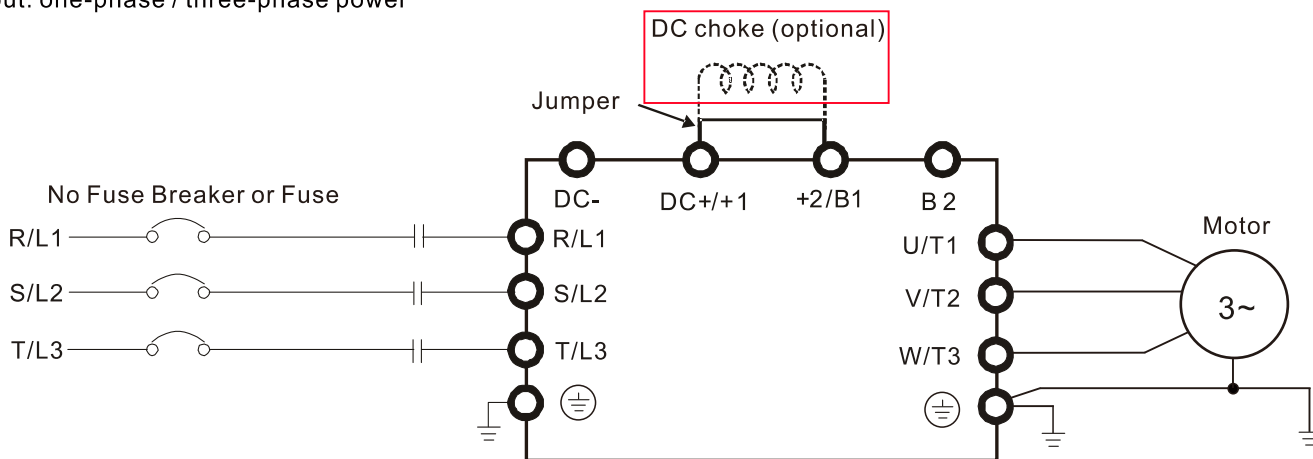 one-phase / three-phase power
DC choke (optional)
Jumper
No Fuse Breaker or Fuse
DC-
DC+/+1
+2/B1
B2
Motor
R/L1
R/L1
U/T1
S/L2
S/L2
V/T2
3~
T/L3
T/L3
W/T3